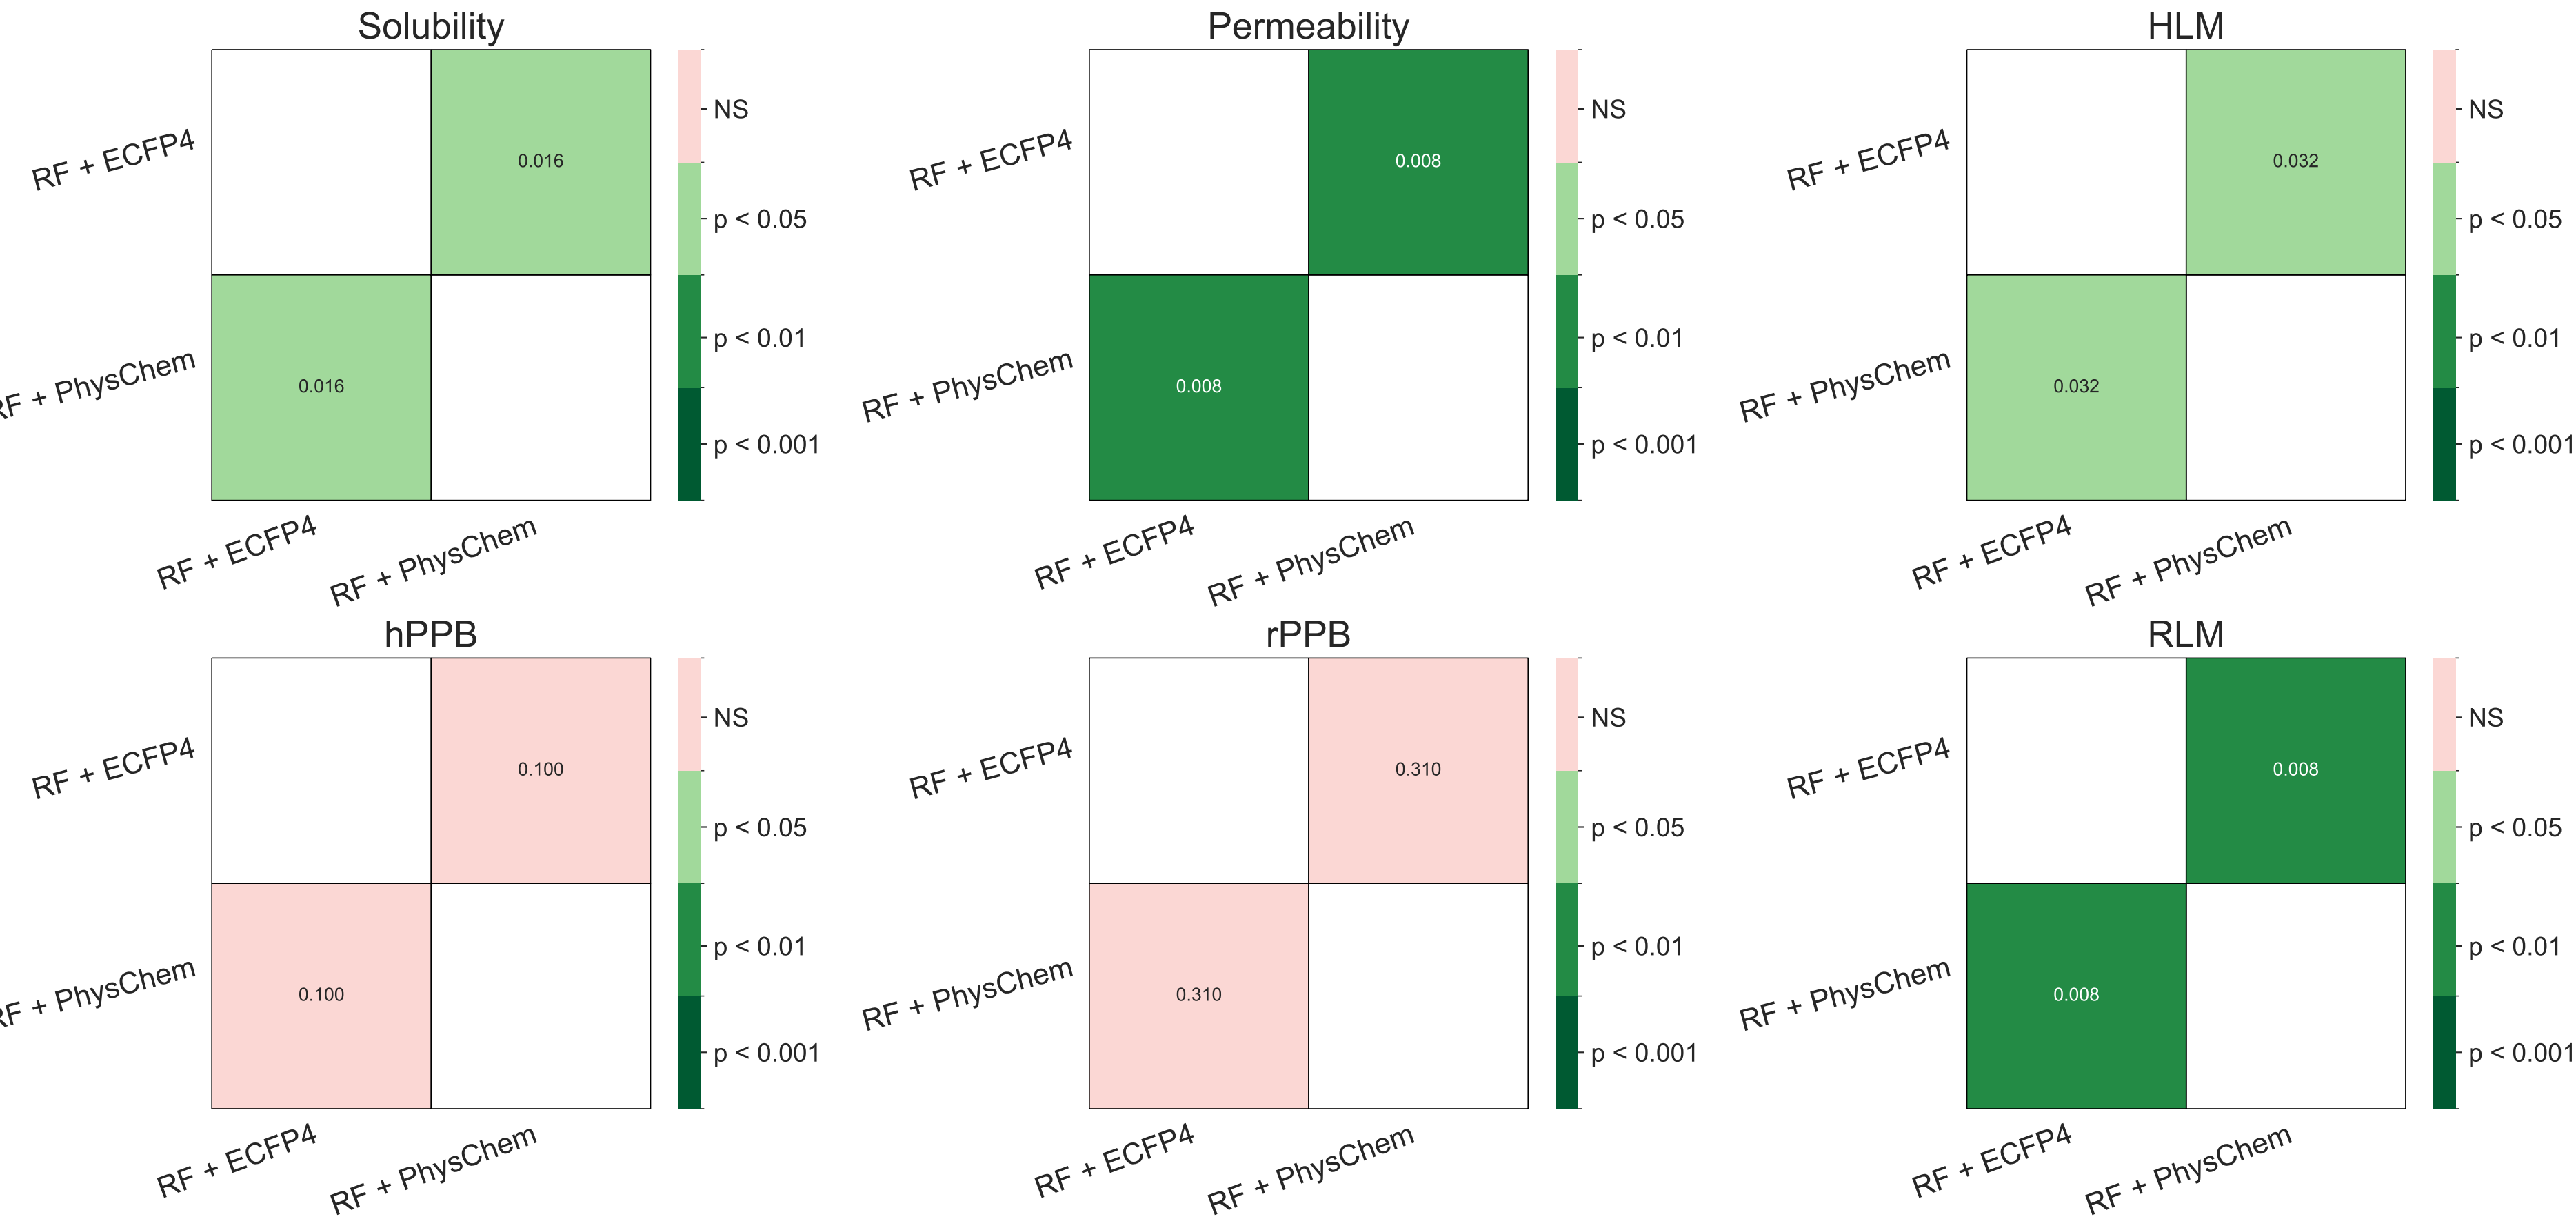 Solubility
RF + ECFP4
RF + PhysChem
0.016
0.016
RF + ECFP4
RF + PhysChem
NS
p < 0.05
p < 0.01
p < 0.001
Permeability
RF + ECFP4
RF + PhysChem
0.008
0.008
RF + ECFP4
RF + PhysChem
NS
p < 0.05
p < 0.01
p < 0.001
HLM
RF + ECFP4
RF + PhysChem
0.032
0.032
RF + ECFP4
RF + PhysChem
NS
p < 0.05
p < 0.01
p < 0.001
hPPB
RF + ECFP4
RF + PhysChem
0.100
0.100
RF + ECFP4
RF + PhysChem
NS
p < 0.05
p < 0.01
p < 0.001
rPPB
RF + ECFP4
RF + PhysChem
0.310
0.310
RF + ECFP4
RF + PhysChem
NS
p < 0.05
p < 0.01
p < 0.001
RLM
RF + ECFP4
RF + PhysChem
0.008
0.008
RF + ECFP4
RF + PhysChem
NS
p < 0.05
p < 0.01
p < 0.001